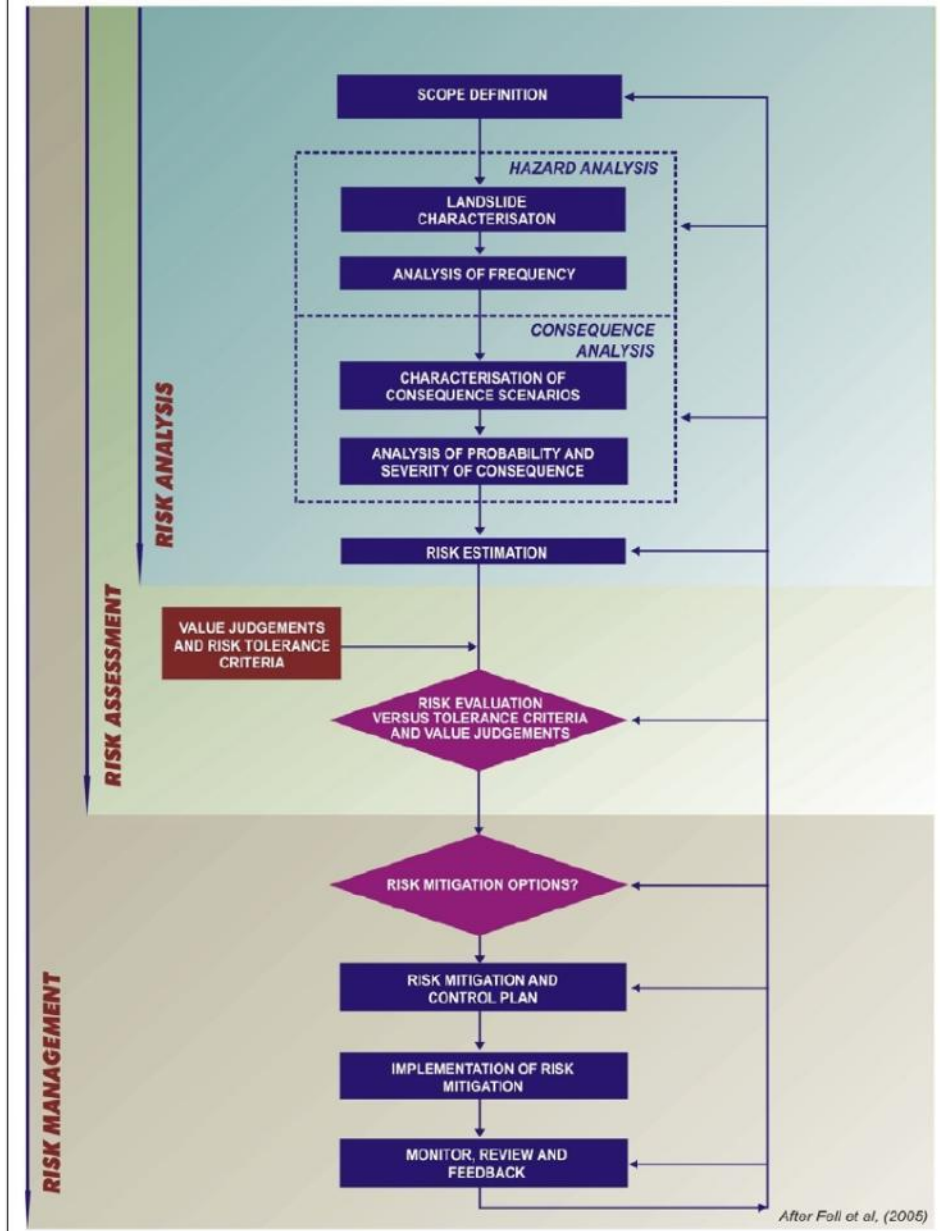 SCOPE DEFINITION
HAZARD ANALYSIS
LANDSLIDE
CHARACTERISATON
ANALYSIS OF FREQUENCY
CONSEQUENCE
ANALYSIS
CHARACTERISATION OF
CONSEQUENCE SCENARIOS
ANALYSIS OF PROBABILITY AND
SEVERITY OF CONSEQUENCE
RISK ANALYSIS
RISK ESTIMATION
VALUE JUDGEMENTS
AND RISK TOLERANCE
CRITERIA
RISK ASSESSMENT
RISK EVALUATION
VERSUS TOLERANCE CRITERIA
AND VALUE JUDGEMENTS
RISK MITIGATION OPTIONS?
RISK MITIGATION AND
CONTROL PLAN
RISK MANAGEMENT
IMPLEMENTATION OF RISK
MITIGATION
MONITOR, REVIEW AND
FEEDBACK
After Fell et al, (2005)